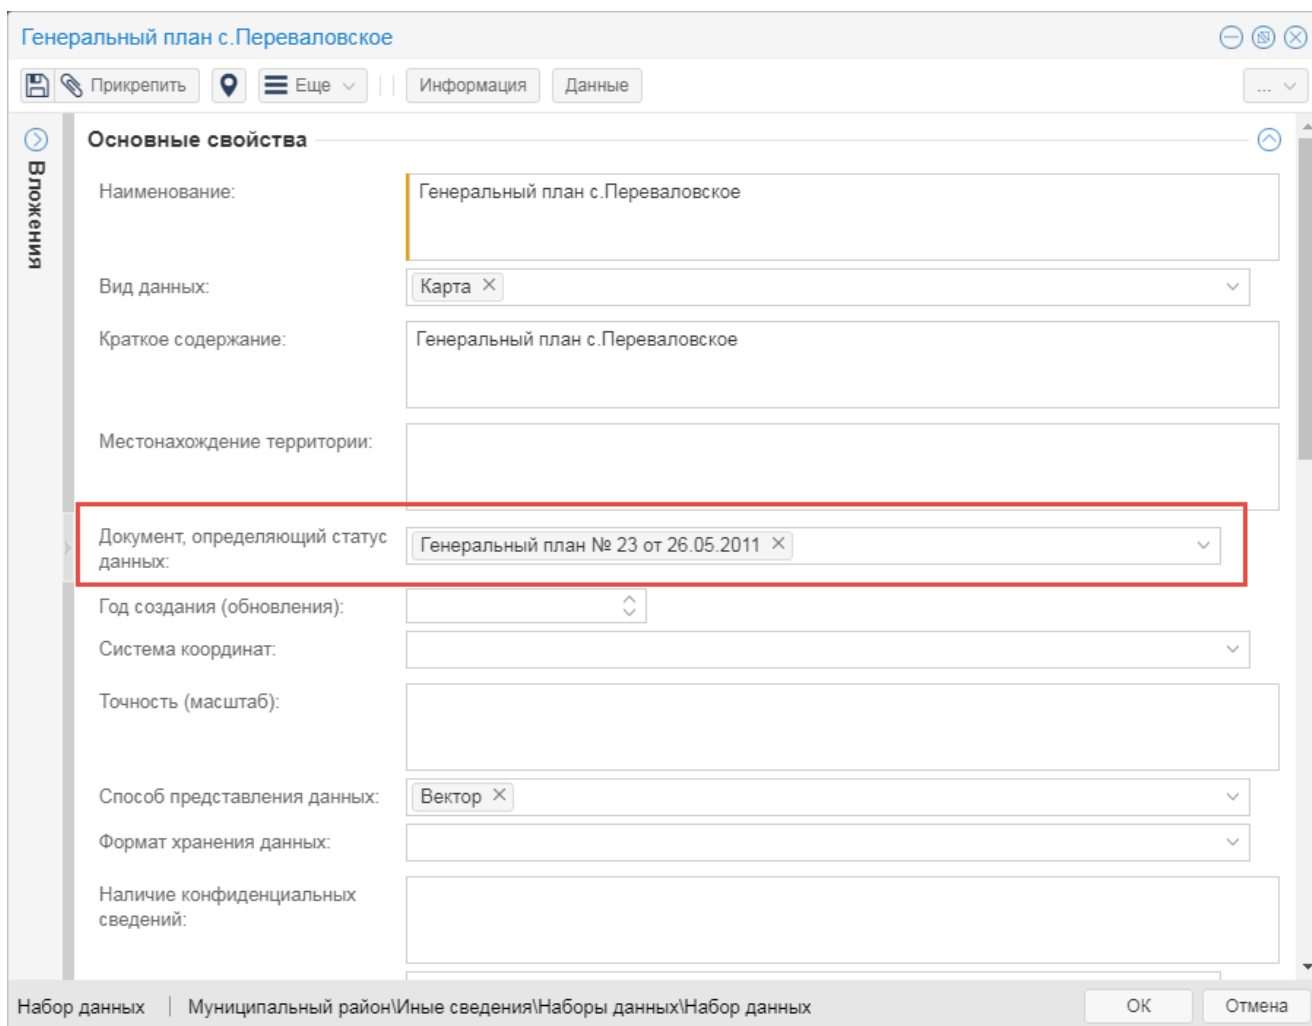 Генеральный план с.Переваловское
Прикрепить Еще Информация Данные ...
Вложения
Основные свойства
Наименование: Генеральный план с.Переваловское
Вид данных: Карта
Краткое содержание: Генеральный план с.Переваловское
Местонахождение территории:
Документ, определяющий статус
данных: Генеральный план № 23 от 26.05.2011
Год создания (обновления):
Система координат:
Точность (масштаб):
Способ представления данных: Вектор
Формат хранения данных:
Наличие конфиденциальных
сведений:
Набор данных | Муниципальный район\Иные сведения\Наборы данных\Набор данных ОК Отмена